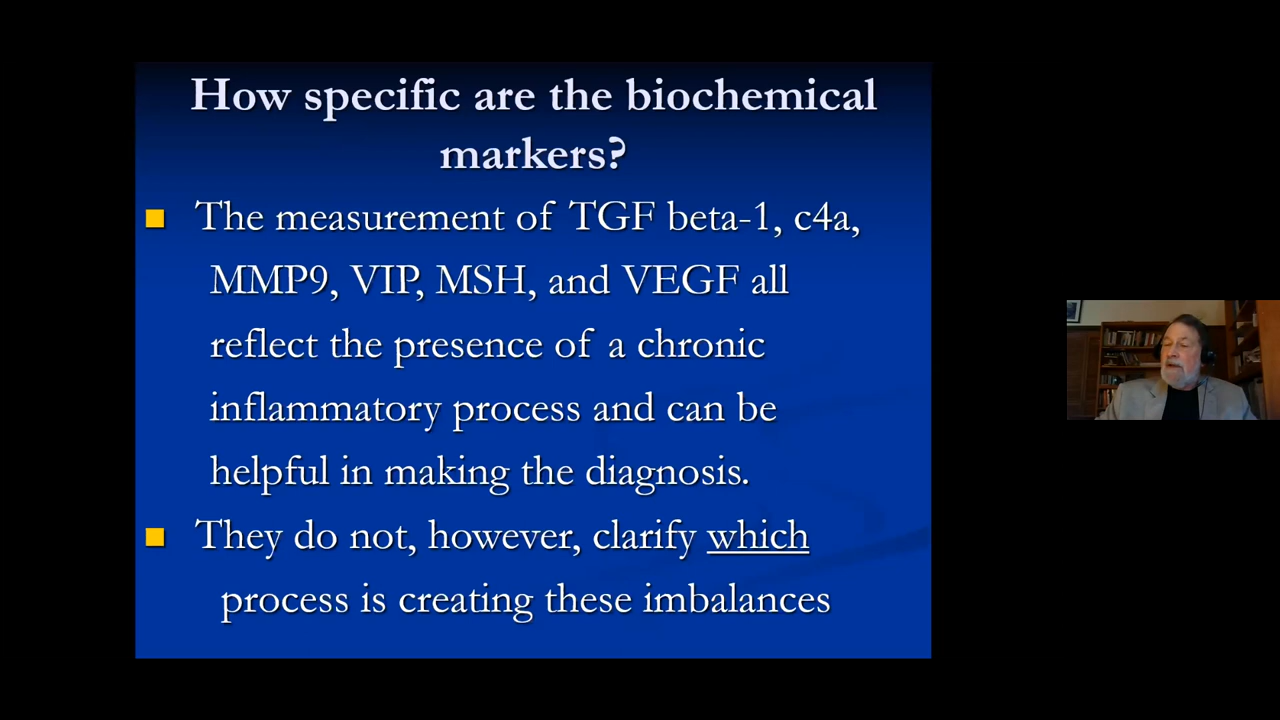 How specific are the biochemical
markers?
The measurement of TGF beta-1, c4a,
MMP9, VIP, MSH, and VEGF all
reflect the presence of a chronic
inflammatory process and can be
helpful in making the diagnosis.
They do not, however, clarify which
process is creating these imbalances